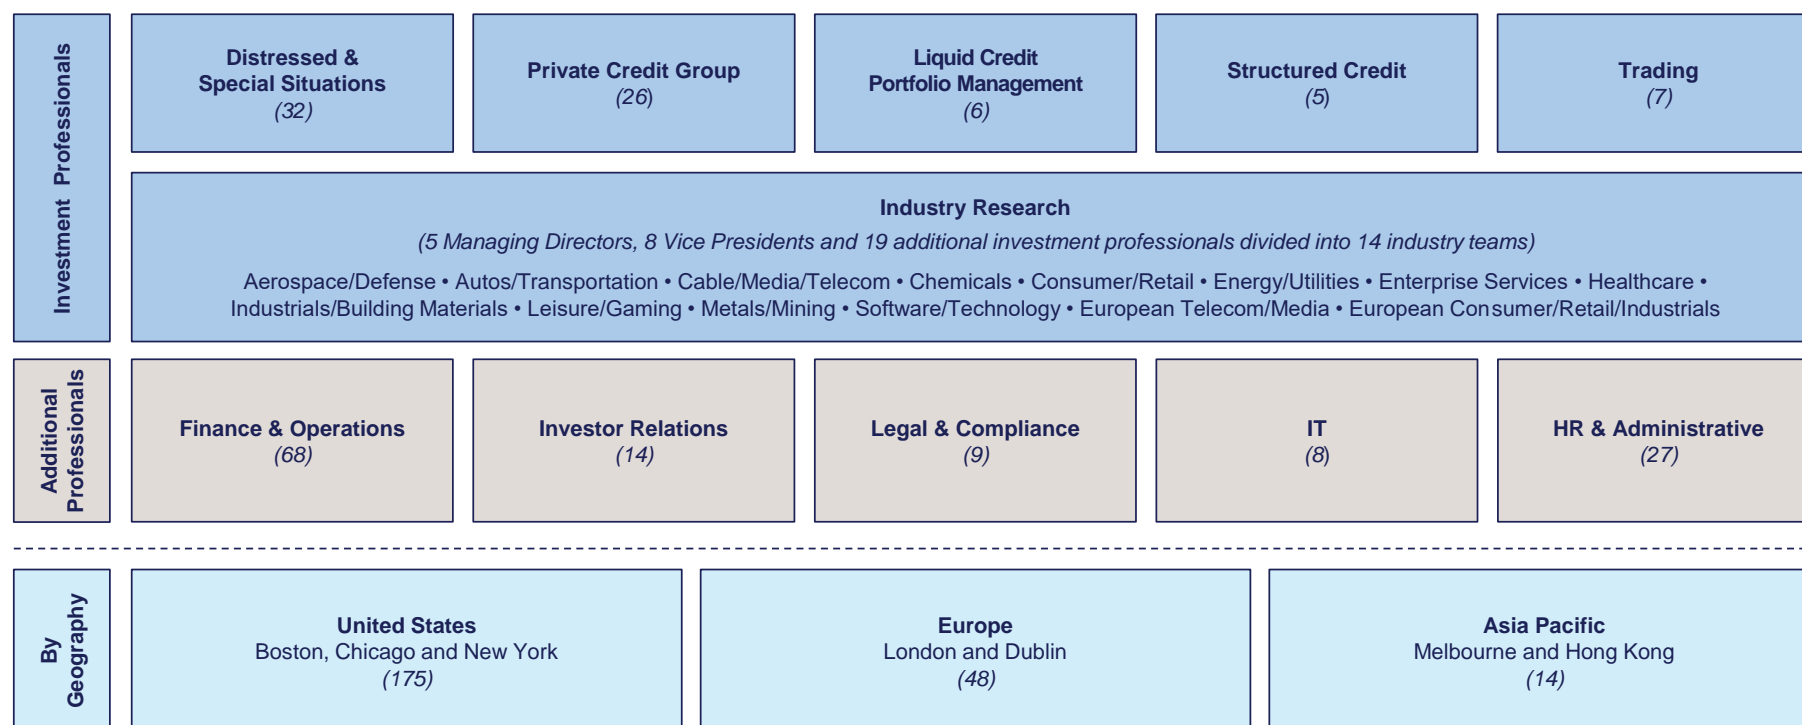 Investment Professionals
Distressed &
Special Situations
(32)
Private Credit Group
(26)
Liquid Credit
Portfolio Management
(6)
Structured Credit
(5)
Trading
(7)
Industry Research
(5 Managing Directors, 8 Vice Presidents and 19 additional investment professionals divided into 14 industry teams)
Aerospace/Defense • Autos/Transportation • Cable/Media/Telecom • Chemicals • Consumer/Retail • Energy/Utilities • Enterprise Services • Healthcare •
Industrials/Building Materials • Leisure/Gaming • Metals/Mining • Software/Technology • European Telecom/Media • European Consumer/Retail/Industrials
Additional
Professionals
Finance & Operations
(68)
Investor Relations
(14)
Legal & Compliance
(9)
IT
(8)
HR & Administrative
(27)
By
Geography
United States
Boston, Chicago and New York
(175)
Europe
London and Dublin
(48)
Asia Pacific
Melbourne and Hong Kong
(14)